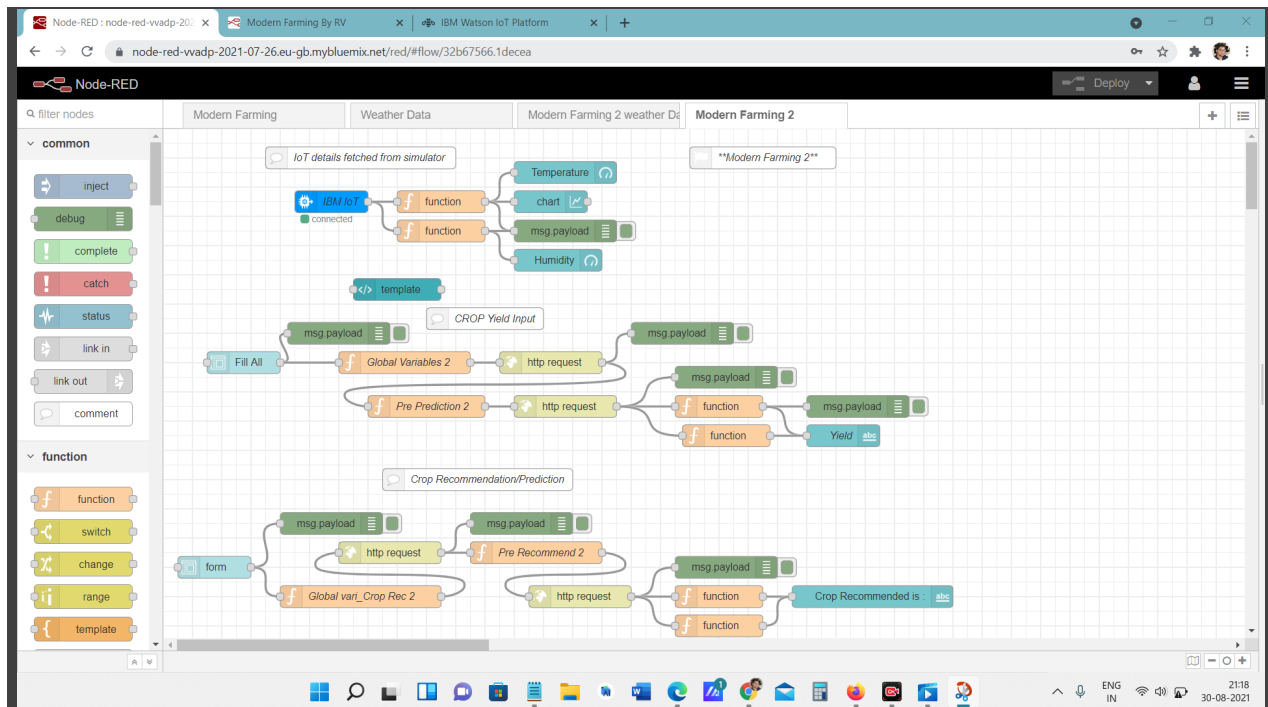 Node-RED : node-red-vvadp-202
Modern Farming By RV
IBM Watson IoT Platform
node-red-vvadp-2021-07-26.eu-gb.mybluemix.net/red/#flow/32b67566.1decea
Node-RED
Deploy
filter nodes
Modern Farming
Weather Data
Modern Farming 2 weather Da
Modern Farming 2
common
inject
debug
complete
catch
status
link in
link out
comment
function
function
switch
change
range
template
IoT details fetched from simulator
**Modern Farming 2**
Temperature
IBM IoT
function
chart
connected
function
msg.payload
Humidity
template
CROP Yield Input
msg.payload
msg.payload
Fill All
Global Variables 2
http request
msg.payload
Pre Prediction 2
http request
function
msg.payload
function
Yield
abc
Crop Recommendation/Prediction
msg.payload
msg.payload
http request
Pre Recommend 2
form
msg.payload
Global vari_Crop Rec 2
http request
function
Crop Recommended is :
abc
function
1
ENG
IN
21:18
30-08-2021